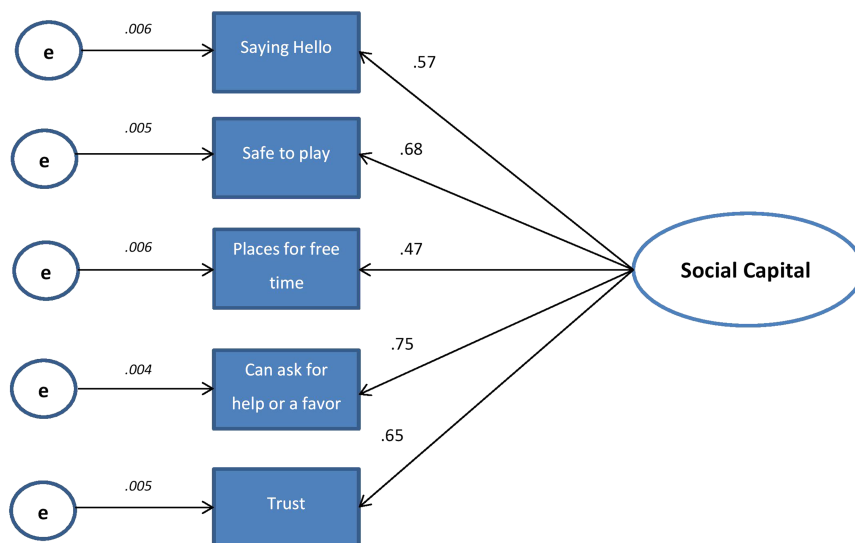 e
.006
Saying Hello
.57
e
.005
Safe to play
.68
e
.006
Places for free
time
.47
Social Capital
e
.004
Can ask for
help or a favor
.75
e
.005
Trust
.65